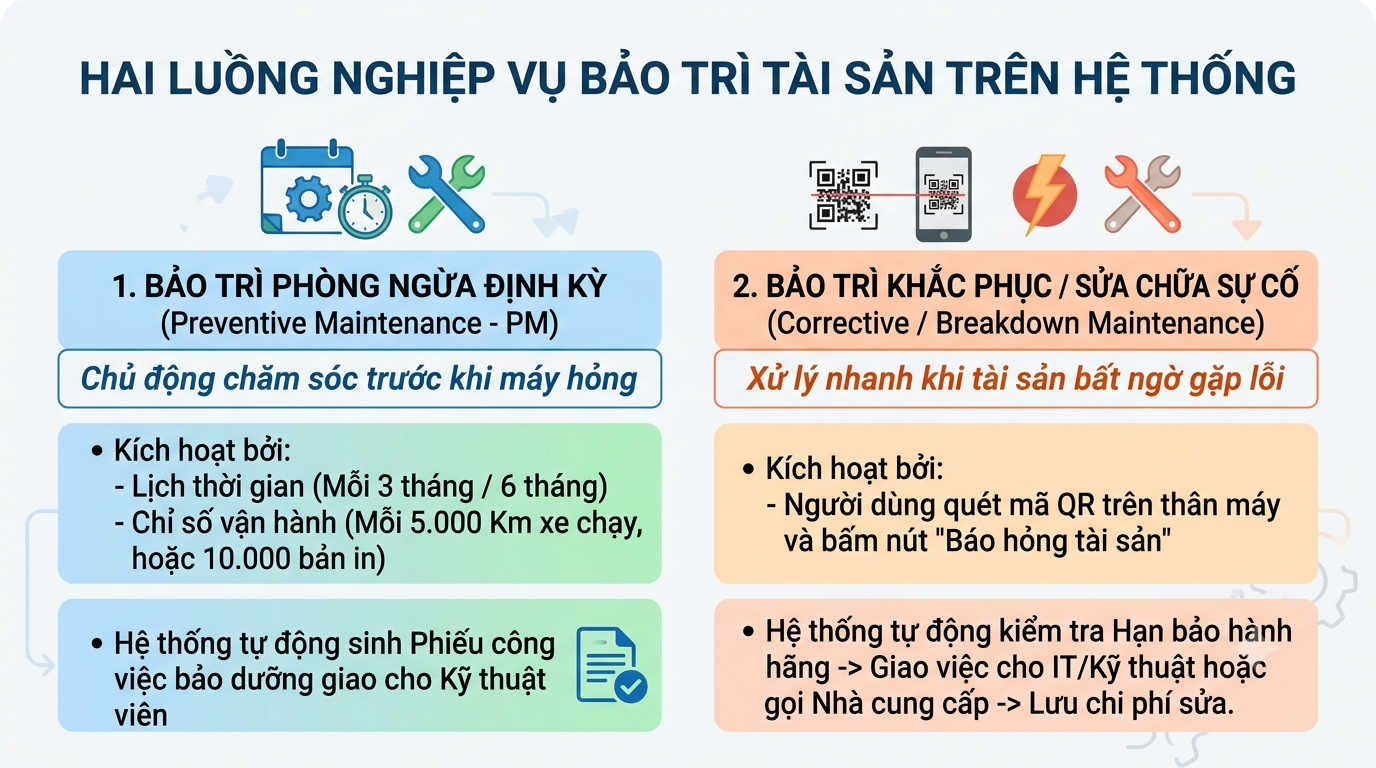 HAI LUỒNG NGHIỆP VỤ BẢO TRÌ TÀI SẢN TRÊN HỆ THỐNG
1. BẢO TRÌ PHÒNG NGỪA ĐỊNH KỲ
(Preventive Maintenance - PM)
Chủ động chăm sóc trước khi máy hỏng
• Kích hoạt bởi:
- Lịch thời gian (Mỗi 3 tháng / 6 tháng)
- Chỉ số vận hành (Mỗi 5.000 Km xe chạy,
hoặc 10.000 bản in)
• Hệ thống tự động sinh Phiếu công
việc bảo dưỡng giao cho Kỹ thuật
viên
2. BẢO TRÌ KHẮC PHỤC / SỬA CHỮA SỰ CỐ
(Corrective / Breakdown Maintenance)
Xử lý nhanh khi tài sản bất ngờ gặp lỗi
• Kích hoạt bởi:
- Người dùng quét mã QR trên thân máy
và bấm nút "Báo hỏng tài sản"
• Hệ thống tự động kiểm tra Hạn bảo hành
hãng -> Giao việc cho IT/Kỹ thuật hoặc
gọi Nhà cung cấp -> Lưu chi phí sửa.